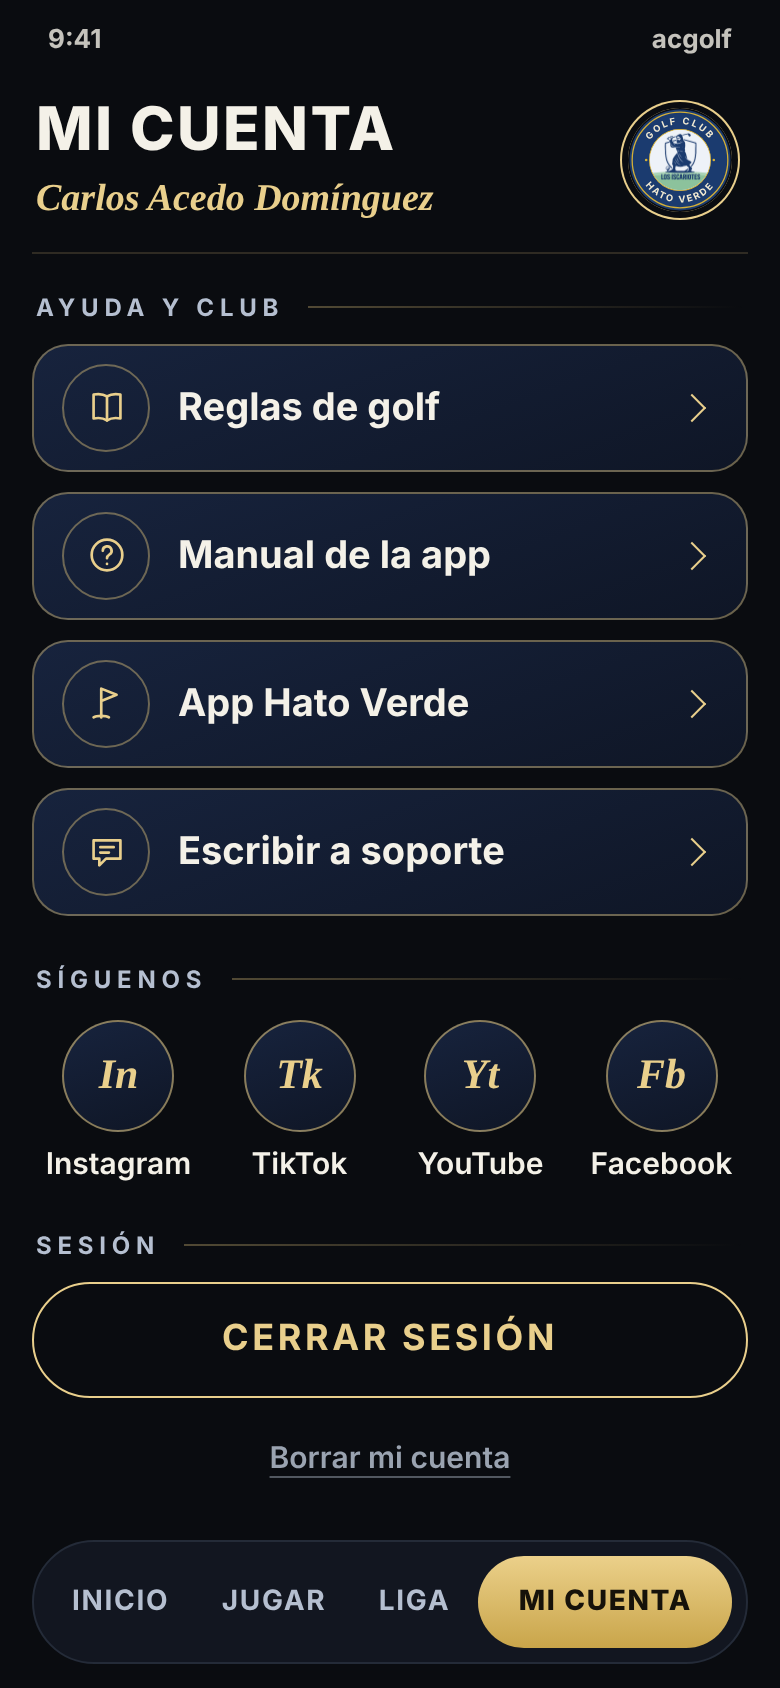 9:41
acgolf
MI CUENTA
Carlos Acedo Domínguez
GOLF CLUB
LOS ISCARIOTES
HATO VERDE
AYUDA Y CLUB
Reglas de golf
Manual de la app
App Hato Verde
Escribir a soporte
SÍGUENOS
In
Tk
Yt
Fb
Instagram
TikTok
YouTube
Facebook
SESIÓN
CERRAR SESIÓN
Borrar mi cuenta
INICIO
JUGAR
LIGA
MI CUENTA